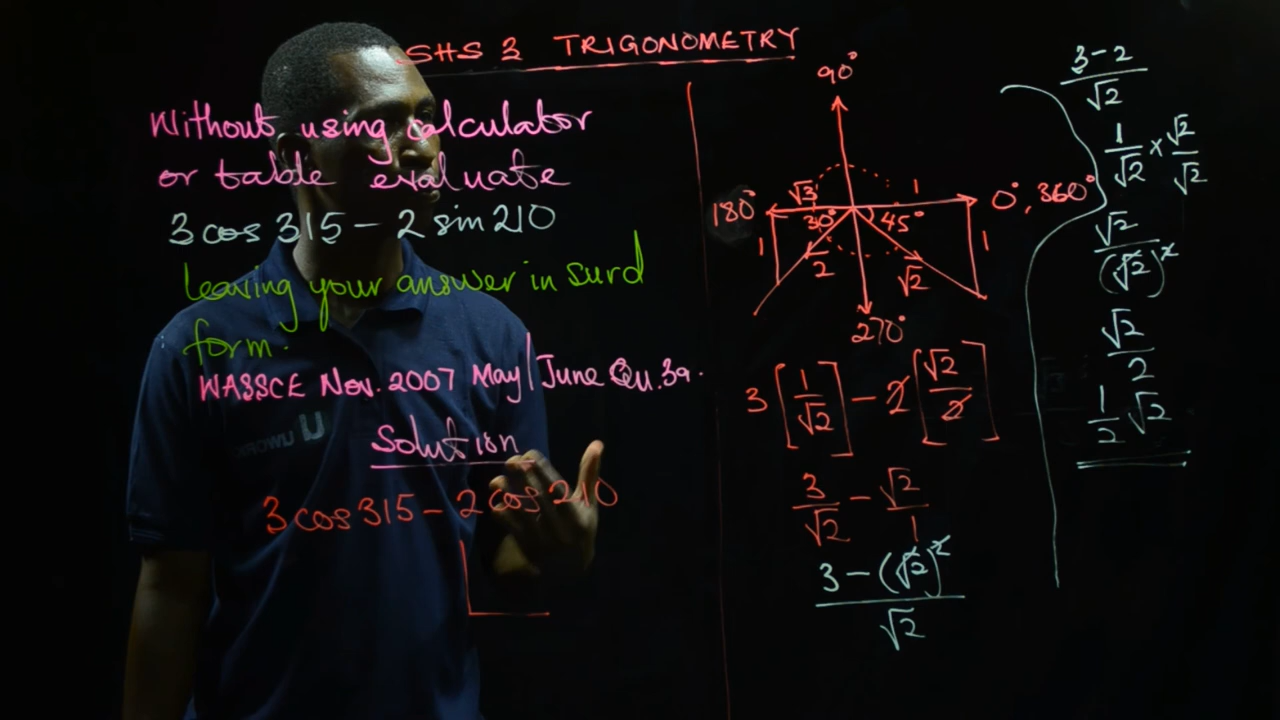 SHS 3 TRIGONOMETRY
Without using calculator
or table evaluate
3 cos 315 - 2 sin 210
leaving your answer in surd
form.
WASSCE Nov. 2007 May/June Qu.3a.
Solution
3 cos 315 - 2 cos 210
90°
180°
0°, 360°
270°
√3
1
30°
45°
1
1
2
√2
3[1/√2] - 2[√2/2]
3/√2 - √2/1
(3 - (√2)²)/√2
(3 - 2)/√2
1/√2 × √2/√2
√2/(√2)²
√2/2
1/2 √2